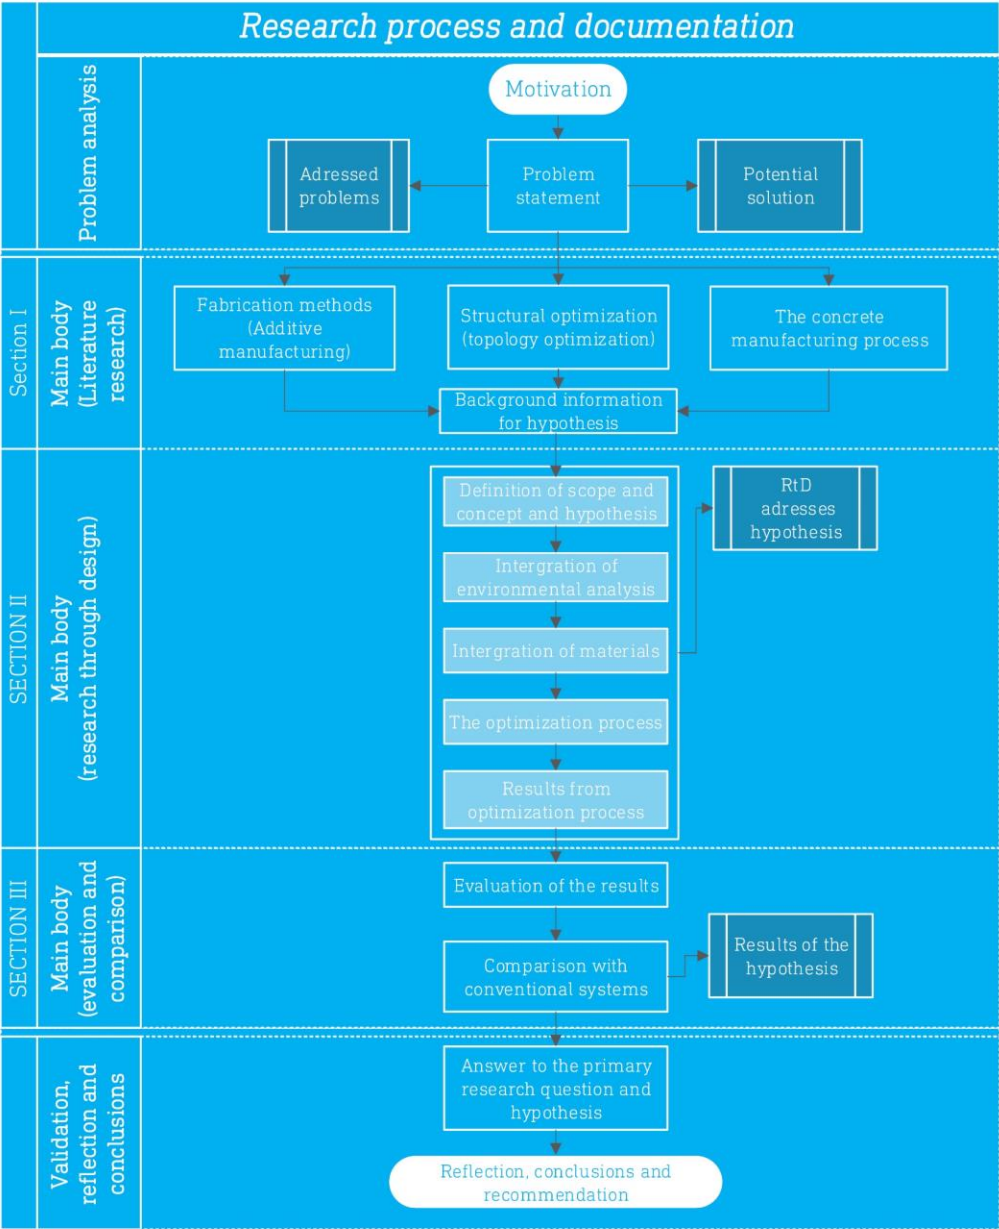 Research process and documentation
Problem analysis
Motivation
Adressed
problems
Problem
statement
Potential
solution
Section I
Main body
(Literature
research)
Fabrication methods
(Additive
manufacturing)
Structural optimization
(topology optimization)
The concrete
manufacturing process
Background information
for hypothesis
SECTION II
Main body
(research through design)
Definition of scope and
concept and hypothesis
RtD
adresses
hypothesis
Intergration of
environmental analysis
Intergration of materials
The optimization process
Results from
optimization process
SECTION III
Main body
(evaluation and
comparison)
Evaluation of the results
Comparison with
conventional systems
Results of the
hypothesis
Validation,
reflection and
conclusions
Answer to the primary
research question and
hypothesis
Reflection, conclusions and
recommendation